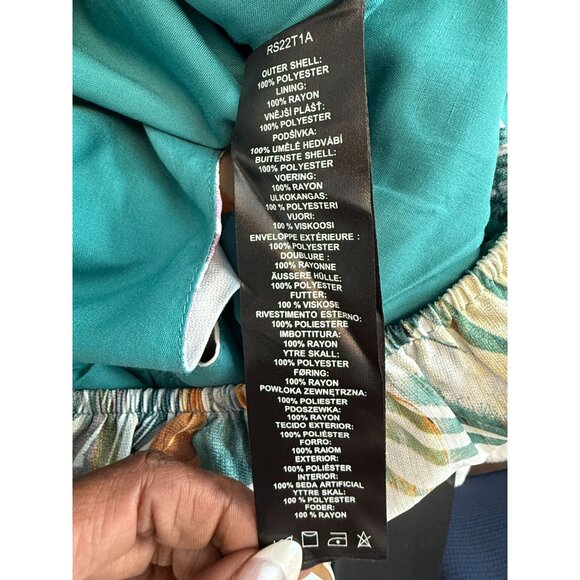 RS22T1A
OUTER SHELL:
100% POLYESTER
LINING:
100% RAYON
VNĚJŠÍ PLÁŠŤ:
100% POLYESTER
PODŠÍVKA:
100% UMĚLÉ HEDVÁBÍ
BUITENSTE SHELL:
100% POLYESTER
VOERING:
100% RAYON
ULKOKANGAS:
100 % POLYESTERI
VUORI:
100 % VISKOOSI
ENVELOPPE EXTÉRIEURE :
100% POLYESTER
DOUBLURE :
100% RAYONNE
ÄUSSERE HÜLLE:
100% POLYESTER
FUTTER:
100 % VISKOSE
RIVESTIMENTO ESTERNO:
100% POLIESTERE
IMBOTTITURA:
100% RAYON
YTRE SKALL:
100% POLYESTER
FØRING:
100% RAYON
POWŁOKA ZEWNĘTRZNA:
100% POLIESTER
PDOSZEWKA:
100% RAYON
TECIDO EXTERIOR:
100% POLIÉSTER
FORRO:
100% RAIOM
EXTERIOR:
100% POLIÉSTER
INTERIOR:
100% SEDA ARTIFICIAL
YTTRE SKAL:
100 % POLYESTER
FODER:
100 % RAYON